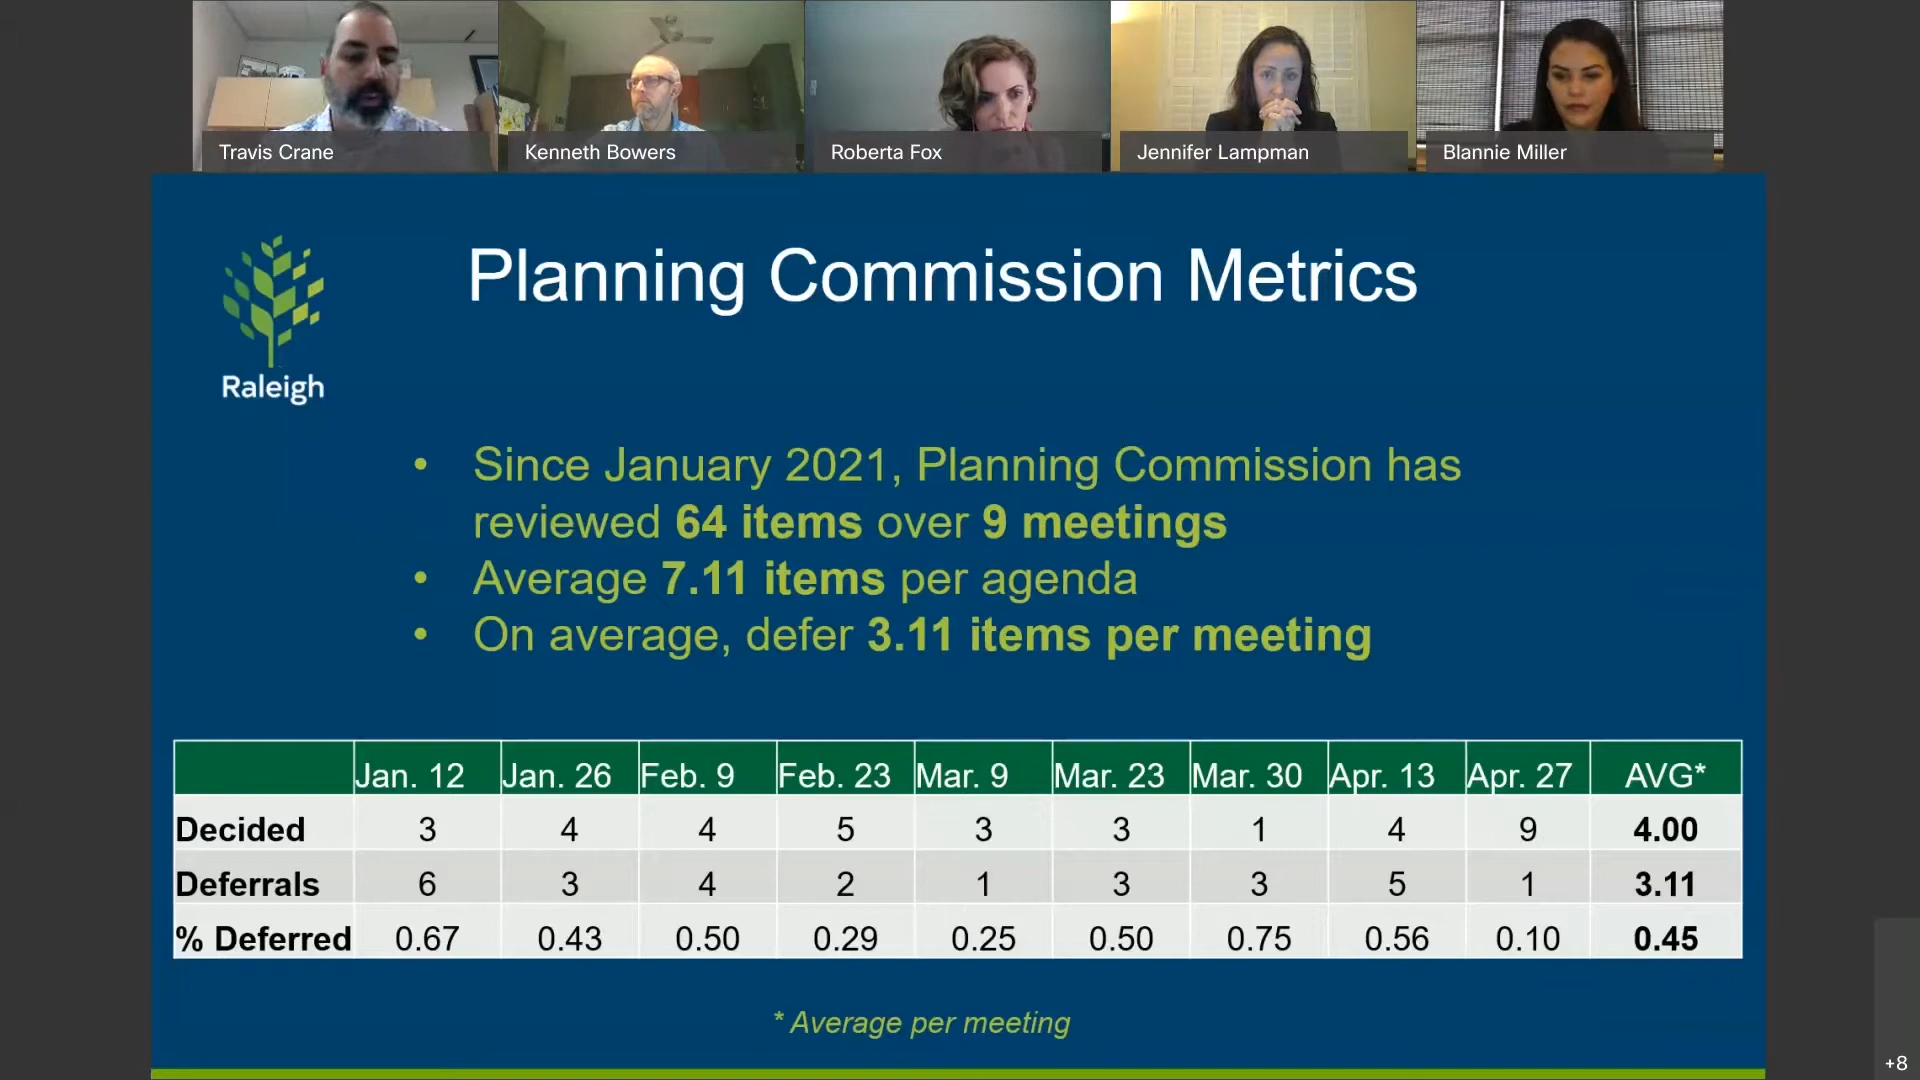 Travis Crane
Kenneth Bowers
Roberta Fox
Jennifer Lampman
Blannie Miller
Raleigh
Planning Commission Metrics
• Since January 2021, Planning Commission has
reviewed 64 items over 9 meetings
• Average 7.11 items per agenda
• On average, defer 3.11 items per meeting
Jan. 12 Jan. 26 Feb. 9 Feb. 23 Mar. 9 Mar. 23 Mar. 30 Apr. 13 Apr. 27 AVG*
Decided 3 4 4 5 3 3 1 4 9 4.00
Deferrals 6 3 4 2 1 3 3 5 1 3.11
% Deferred 0.67 0.43 0.50 0.29 0.25 0.50 0.75 0.56 0.10 0.45
* Average per meeting
+8